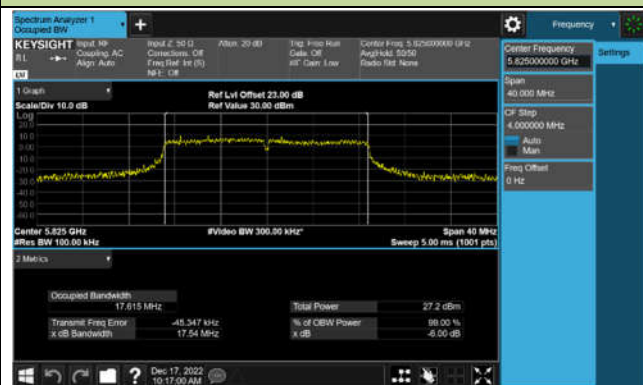 Spectrum Analyzer 1
Occupied BW
Frequency
KEYSIGHT
Input: RF
Coupling: AC
Align: Auto
Input Z: 50 Ω
Corrections: Off
Freq Ref: Int (S)
NFE: Off
Atten: 20 dB
Trig: Free Run
Gate: Off
#IF Gain: Low
Center Freq: 5.825000000 GHz
Avg|Hold: 50/50
Radio Std: None
Center Frequency
5.825000000 GHz
Settings
Span
40.000 MHz
CF Step
4.000000 MHz
Auto
Man
Freq Offset
0 Hz
1 Graph
Scale/Div 10.0 dB
Ref Lvl Offset 23.00 dB
Ref Value 30.00 dBm
Log
20.0
10.0
0.00
-10.0
-20.0
-30.0
-40.0
-50.0
-60.0
Center 5.825 GHz
#Res BW 100.00 kHz
#Video BW 300.00 kHz*
Span 40 MHz
Sweep 5.00 ms (1001 pts)
2 Metrics
Occupied Bandwidth
17.615 MHz
Total Power 27.2 dBm
Transmit Freq Error -45.347 kHz
% of OBW Power 99.00 %
x dB Bandwidth 17.54 MHz
x dB -6.00 dB
Dec 17, 2022
10:17:00 AM